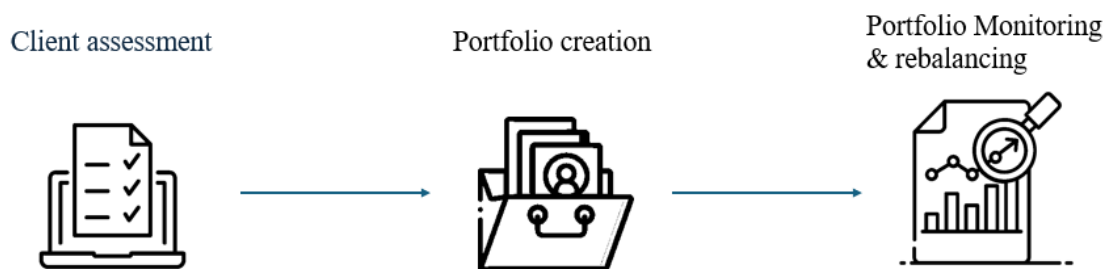 Client assessment
Portfolio creation
Portfolio Monitoring
& rebalancing